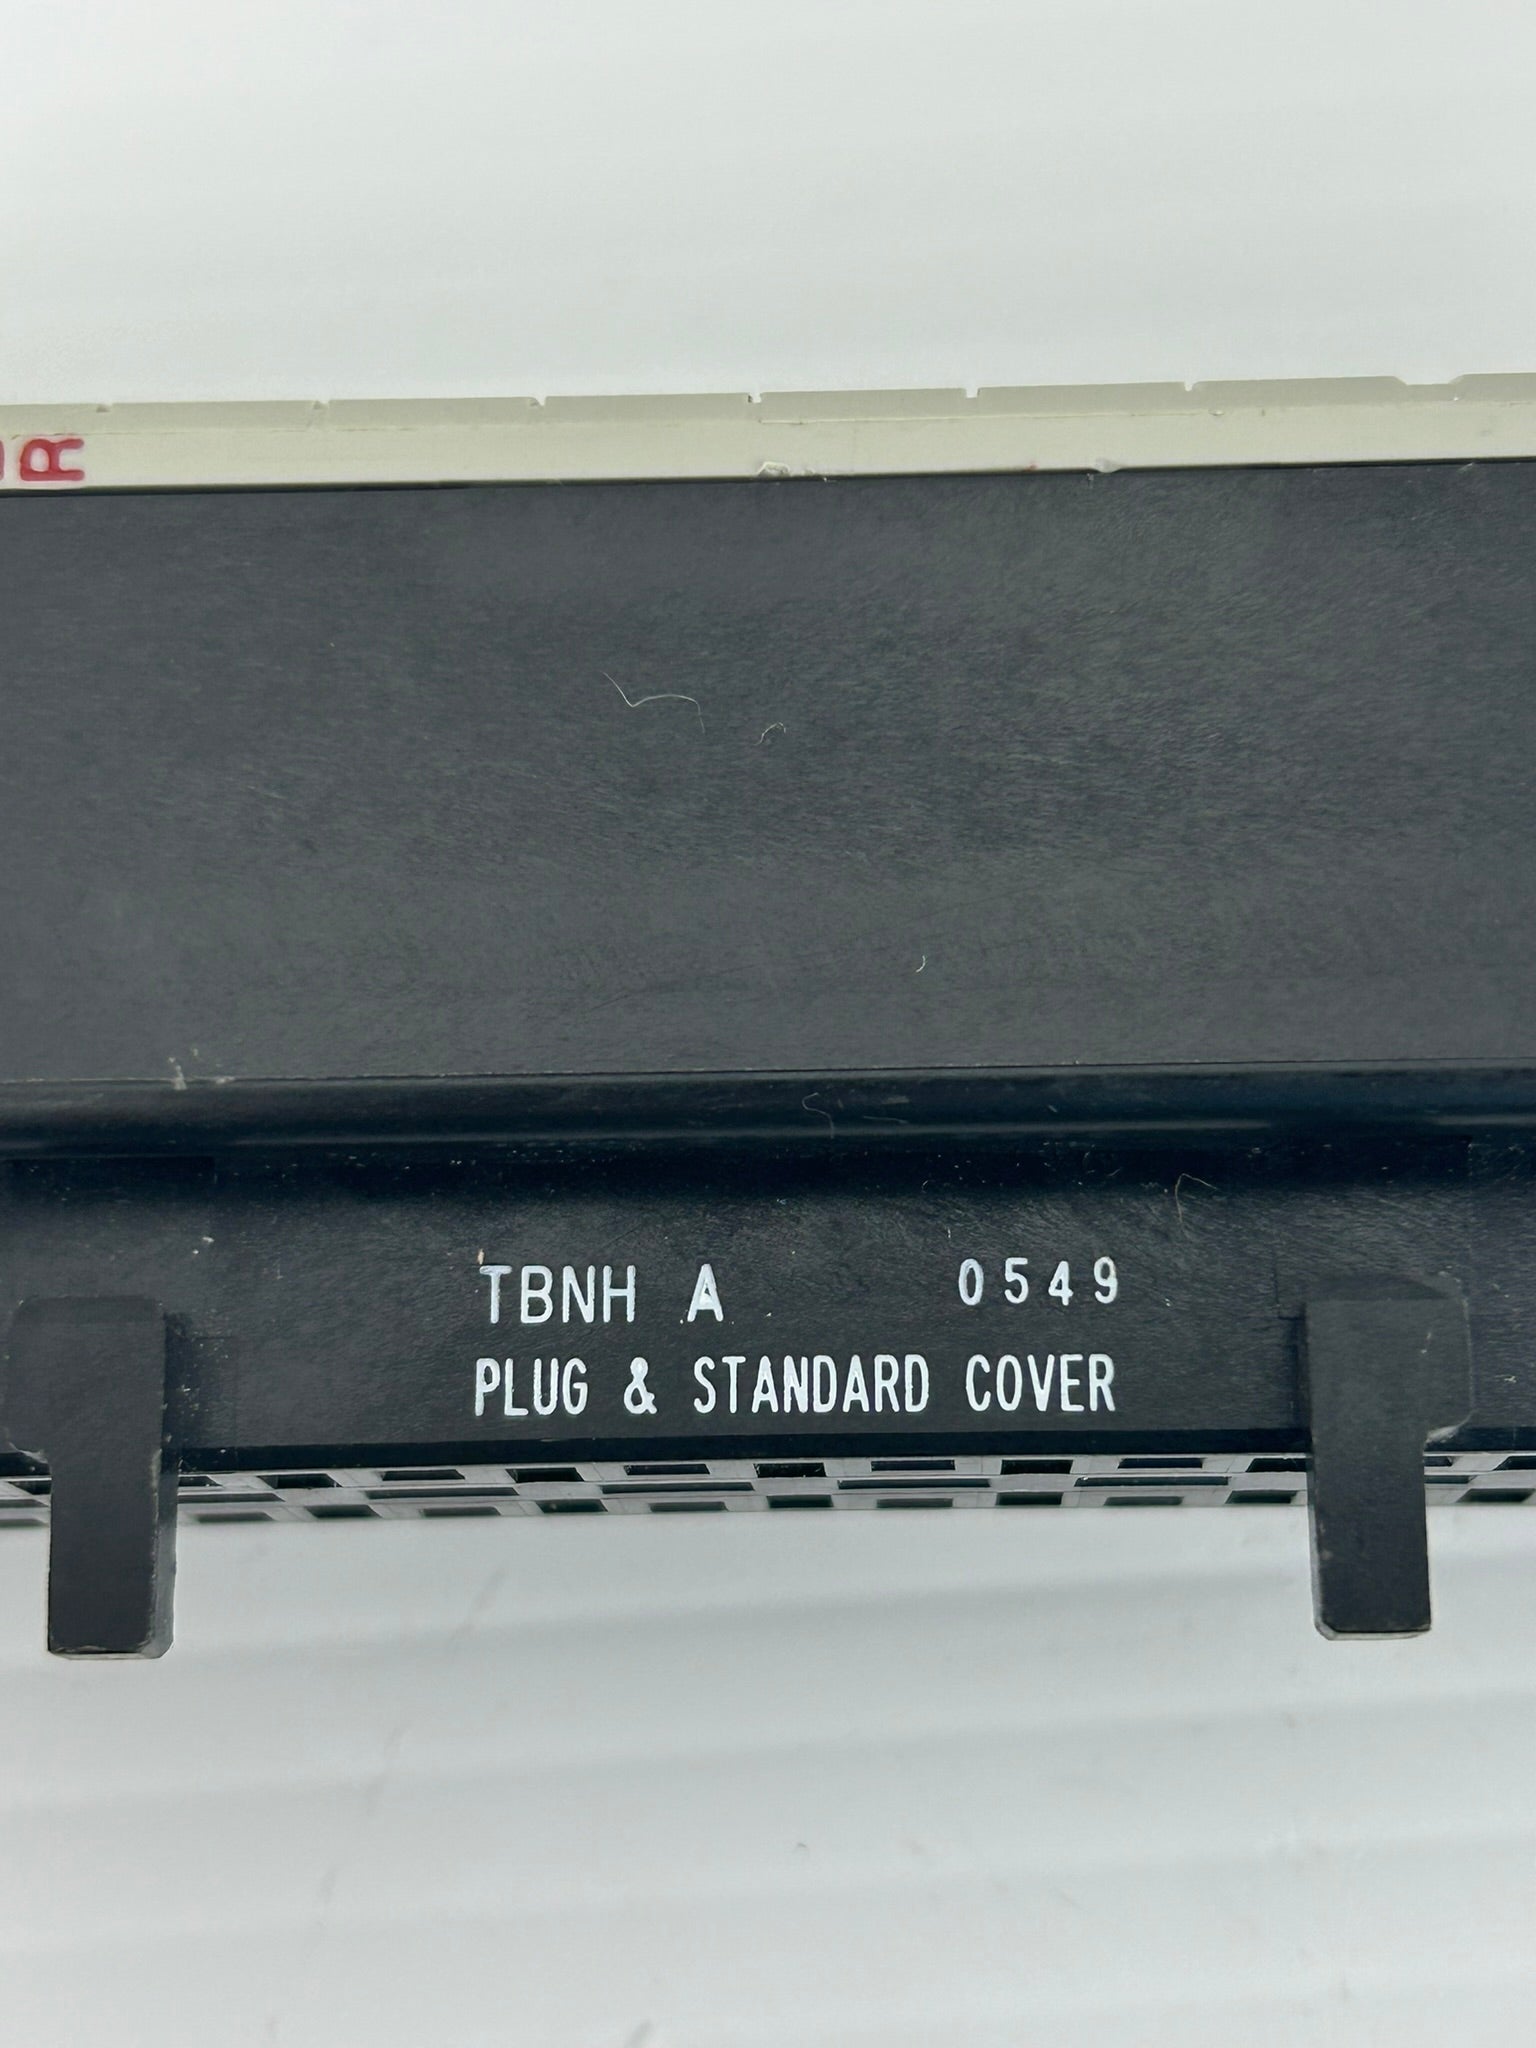 R
TBNH A 0549
PLUG & STANDARD COVER